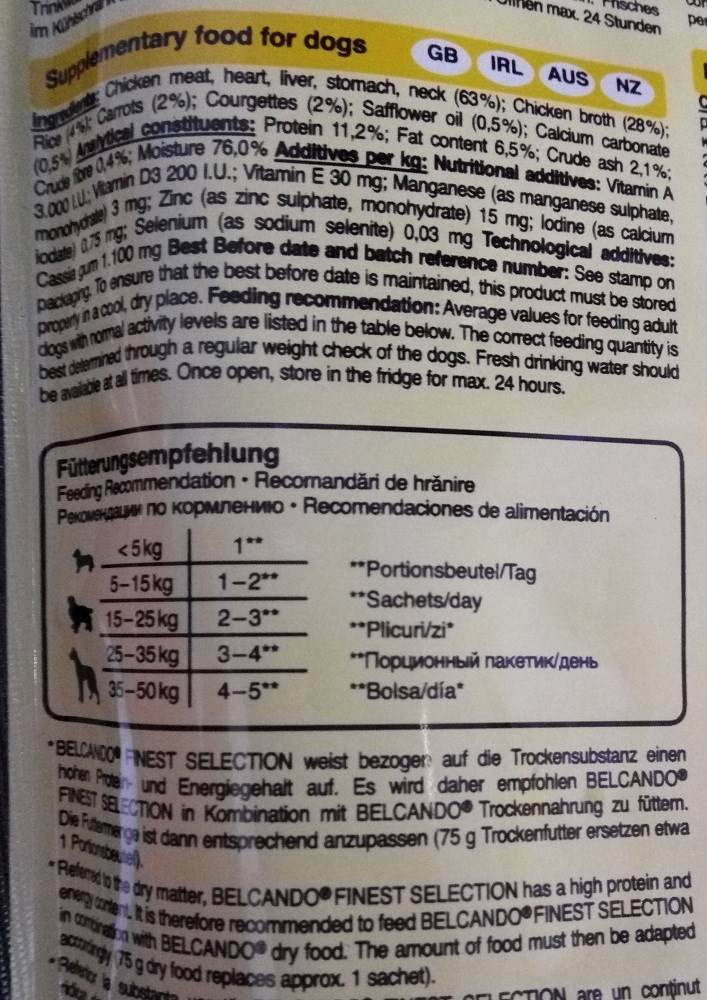 Frisches
max. 24 Stunden
im Kühlschrank
Supplementary food for dogs
GB IRL AUS NZ
Ingredients: Chicken meat, heart, liver, stomach, neck (63%); Chicken broth (28%);
Rice (4%); Carrots (2%); Courgettes (2%); Safflower oil (0,5%); Calcium carbonate
(0,5%) Analytical constituents: Protein 11,2%; Fat content 6,5%; Crude ash 2,1%;
Crude fibre 0,4%; Moisture 76,0% Additives per kg: Nutritional additives: Vitamin A
3.000 I.U.; Vitamin D3 200 I.U.; Vitamin E 30 mg; Manganese (as manganese sulphate,
monohydrate) 3 mg; Zinc (as zinc sulphate, monohydrate) 15 mg; Iodine (as calcium
iodate) 0,75 mg; Selenium (as sodium selenite) 0,03 mg Technological additives:
Cassia gum 1.100 mg Best Before date and batch reference number: See stamp on
packaging. To ensure that the best before date is maintained, this product must be stored
properly in a cool, dry place. Feeding recommendation: Average values for feeding adult
dogs with normal activity levels are listed in the table below. The correct feeding quantity is
best determined through a regular weight check of the dogs. Fresh drinking water should
be available at all times. Once open, store in the fridge for max. 24 hours.
Fütterungsempfehlung
Feeding Recommendation • Recomandări de hrănire
Рекомендации по кормлению • Recomendaciones de alimentación
<5kg 1**
5–15kg 1–2**
15–25kg 2–3**
25–35kg 3–4**
35–50kg 4–5**
**Portionsbeutel/Tag
**Sachets/day
**Plicuri/zi*
**Порционный пакетик/день
**Bolsa/día*
*BELCANDO® FINEST SELECTION weist bezogen auf die Trockensubstanz einen
hohen Protein- und Energiegehalt auf. Es wird daher empfohlen BELCANDO®
FINEST SELECTION in Kombination mit BELCANDO® Trockennahrung zu füttern.
Die Futtermenge ist dann entsprechend anzupassen (75 g Trockenfutter ersetzen etwa
1 Portionsbeutel).
*Referred to the dry matter, BELCANDO® FINEST SELECTION has a high protein and
energy content. It is therefore recommended to feed BELCANDO® FINEST SELECTION
in combination with BELCANDO® dry food. The amount of food must then be adapted
accordingly 75 g dry food replaces approx. 1 sachet).
*Referitor la substanța
SELECTION are un conținut